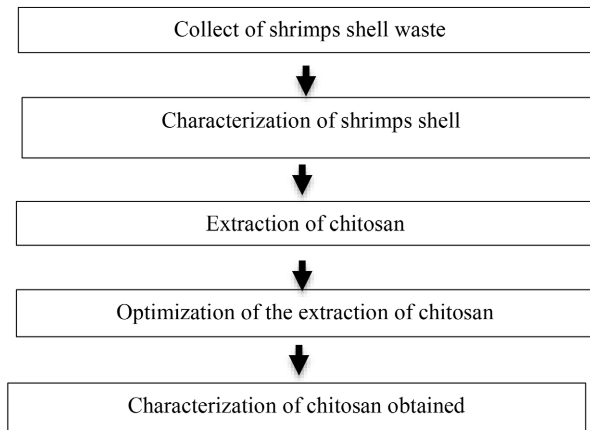 Collect of shrimps shell waste
Characterization of shrimps shell
Extraction of chitosan
Optimization of the extraction of chitosan
Characterization of chitosan obtained